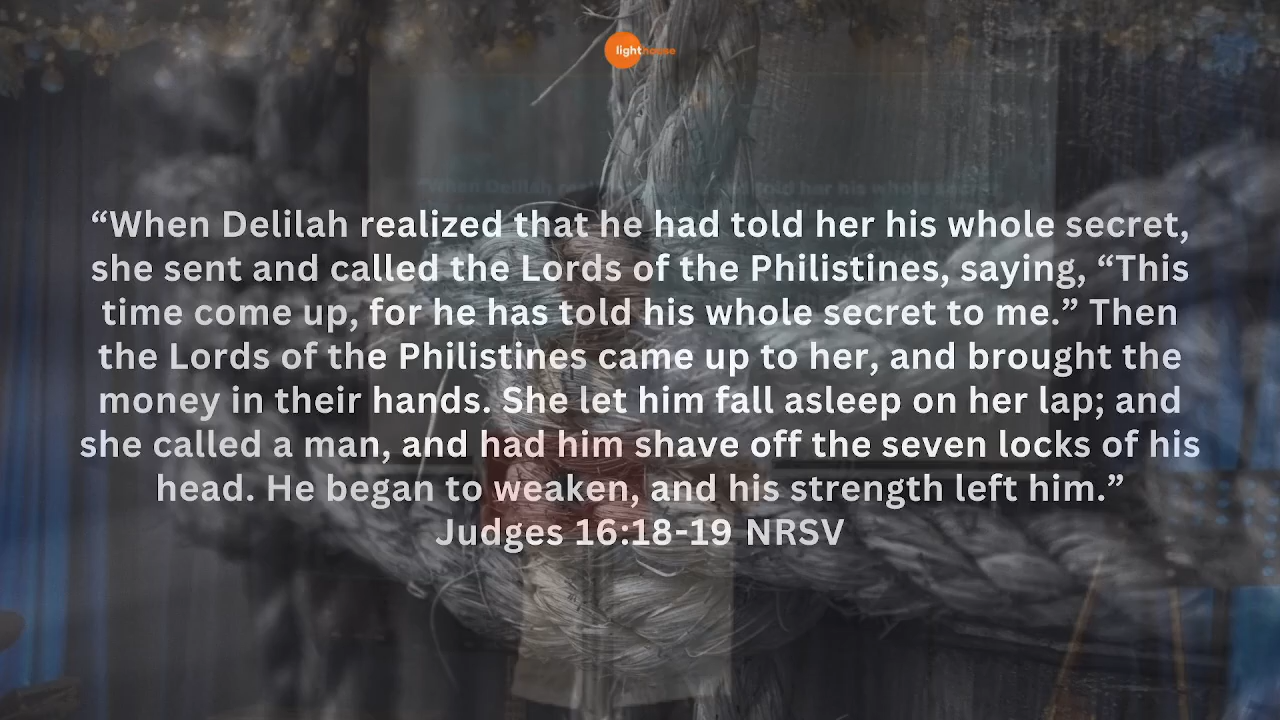 lighthouse
“When Delilah realized that he had told her his whole secret,
she sent and called the Lords of the Philistines, saying, “This
time come up, for he has told his whole secret to me.” Then
the Lords of the Philistines came up to her, and brought the
money in their hands. She let him fall asleep on her lap; and
she called a man, and had him shave off the seven locks of his
head. He began to weaken, and his strength left him.”
Judges 16:18-19 NRSV